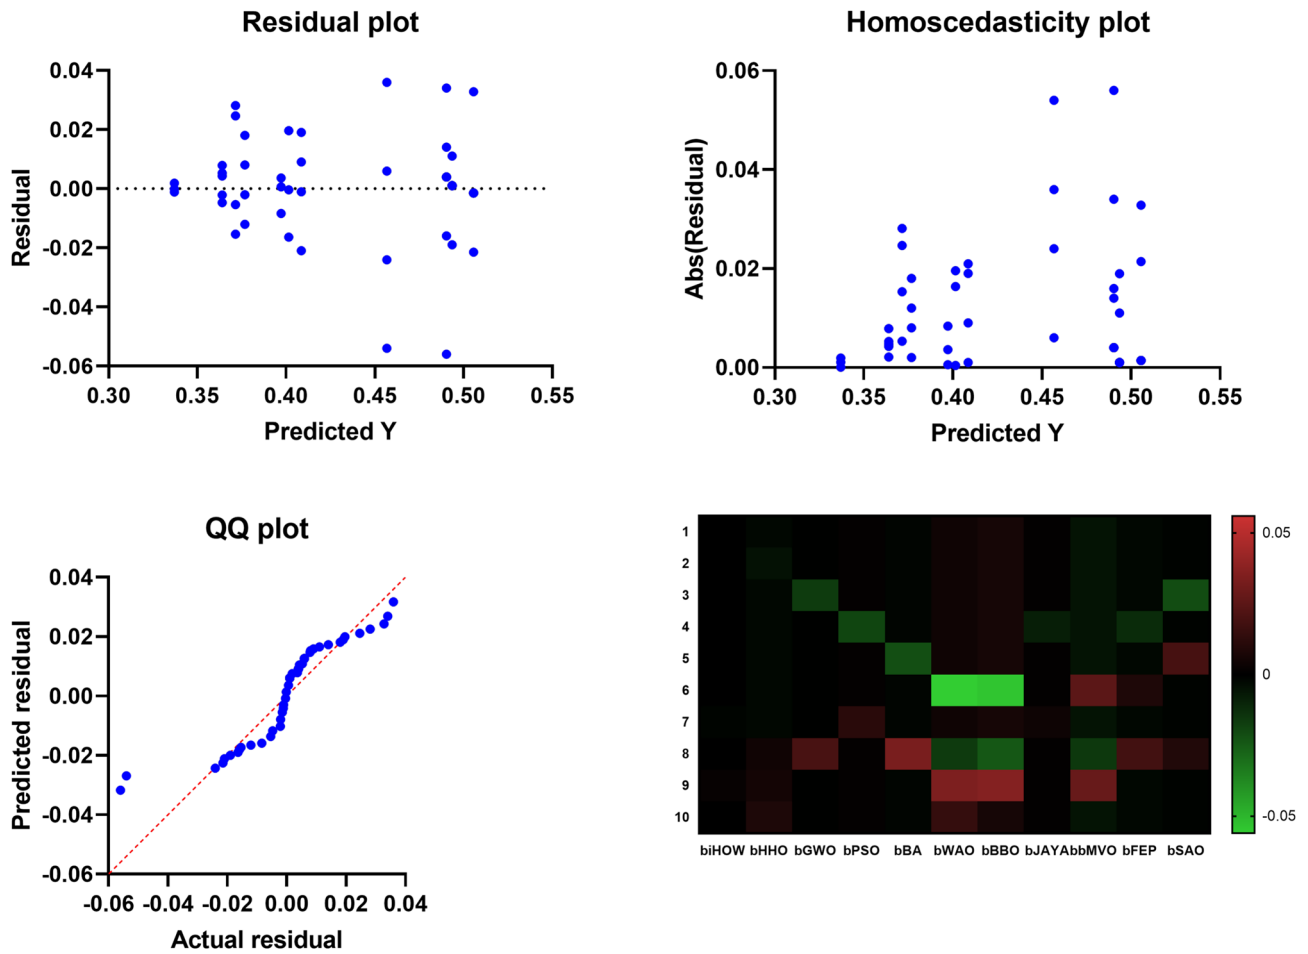 Residual plot
0.04
0.02
0.00
-0.02
-0.04
-0.06
Residual
0.30 0.35 0.40 0.45 0.50 0.55
Predicted Y
Homoscedasticity plot
0.06
0.04
0.02
0.00
Abs(Residual)
0.30 0.35 0.40 0.45 0.50 0.55
Predicted Y
QQ plot
0.04
0.02
0.00
-0.02
-0.04
-0.06
Predicted residual
-0.06 -0.04 -0.02 0.00 0.02 0.04
Actual residual
1
2
3
4
5
6
7
8
9
10
biHOW bHHO bGWO bPSO bBA bWAO bBBO bJAYAbbMVO bFEP bSAO
0.05
0
-0.05